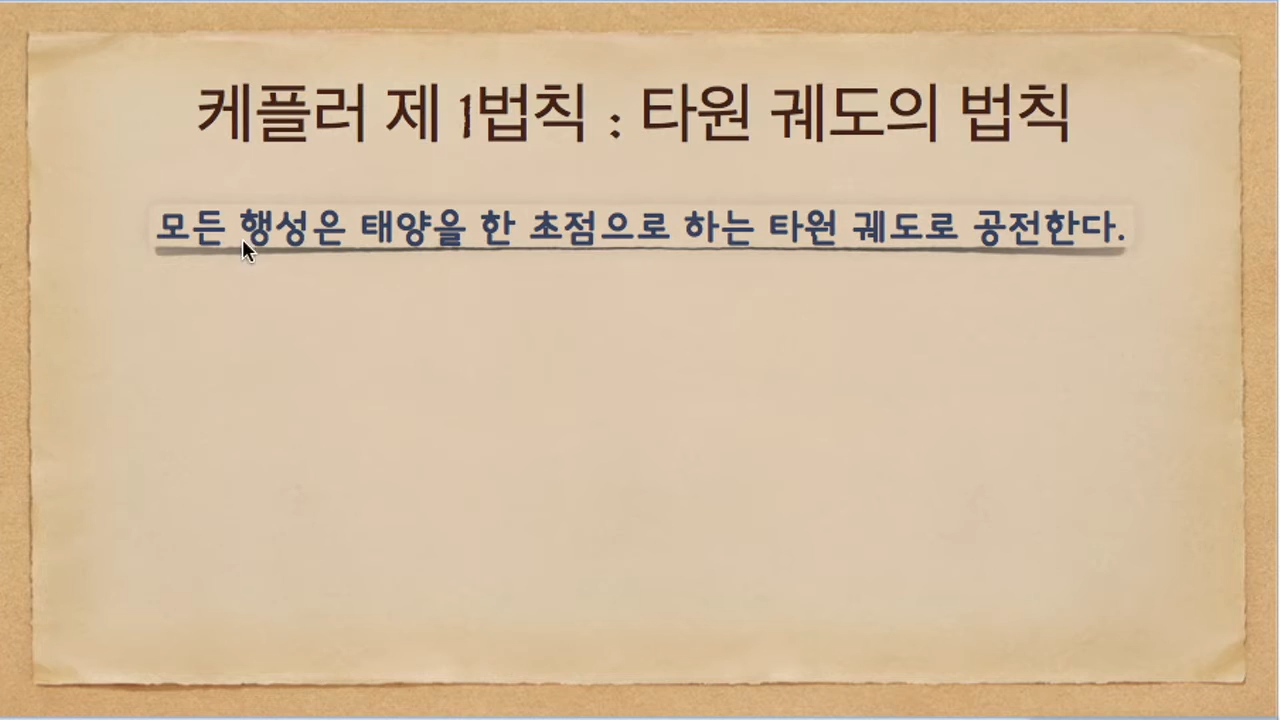 케플러 제 1법칙 : 타원 궤도의 법칙
모든 행성은 태양을 한 초점으로 하는 타원 궤도로 공전한다.